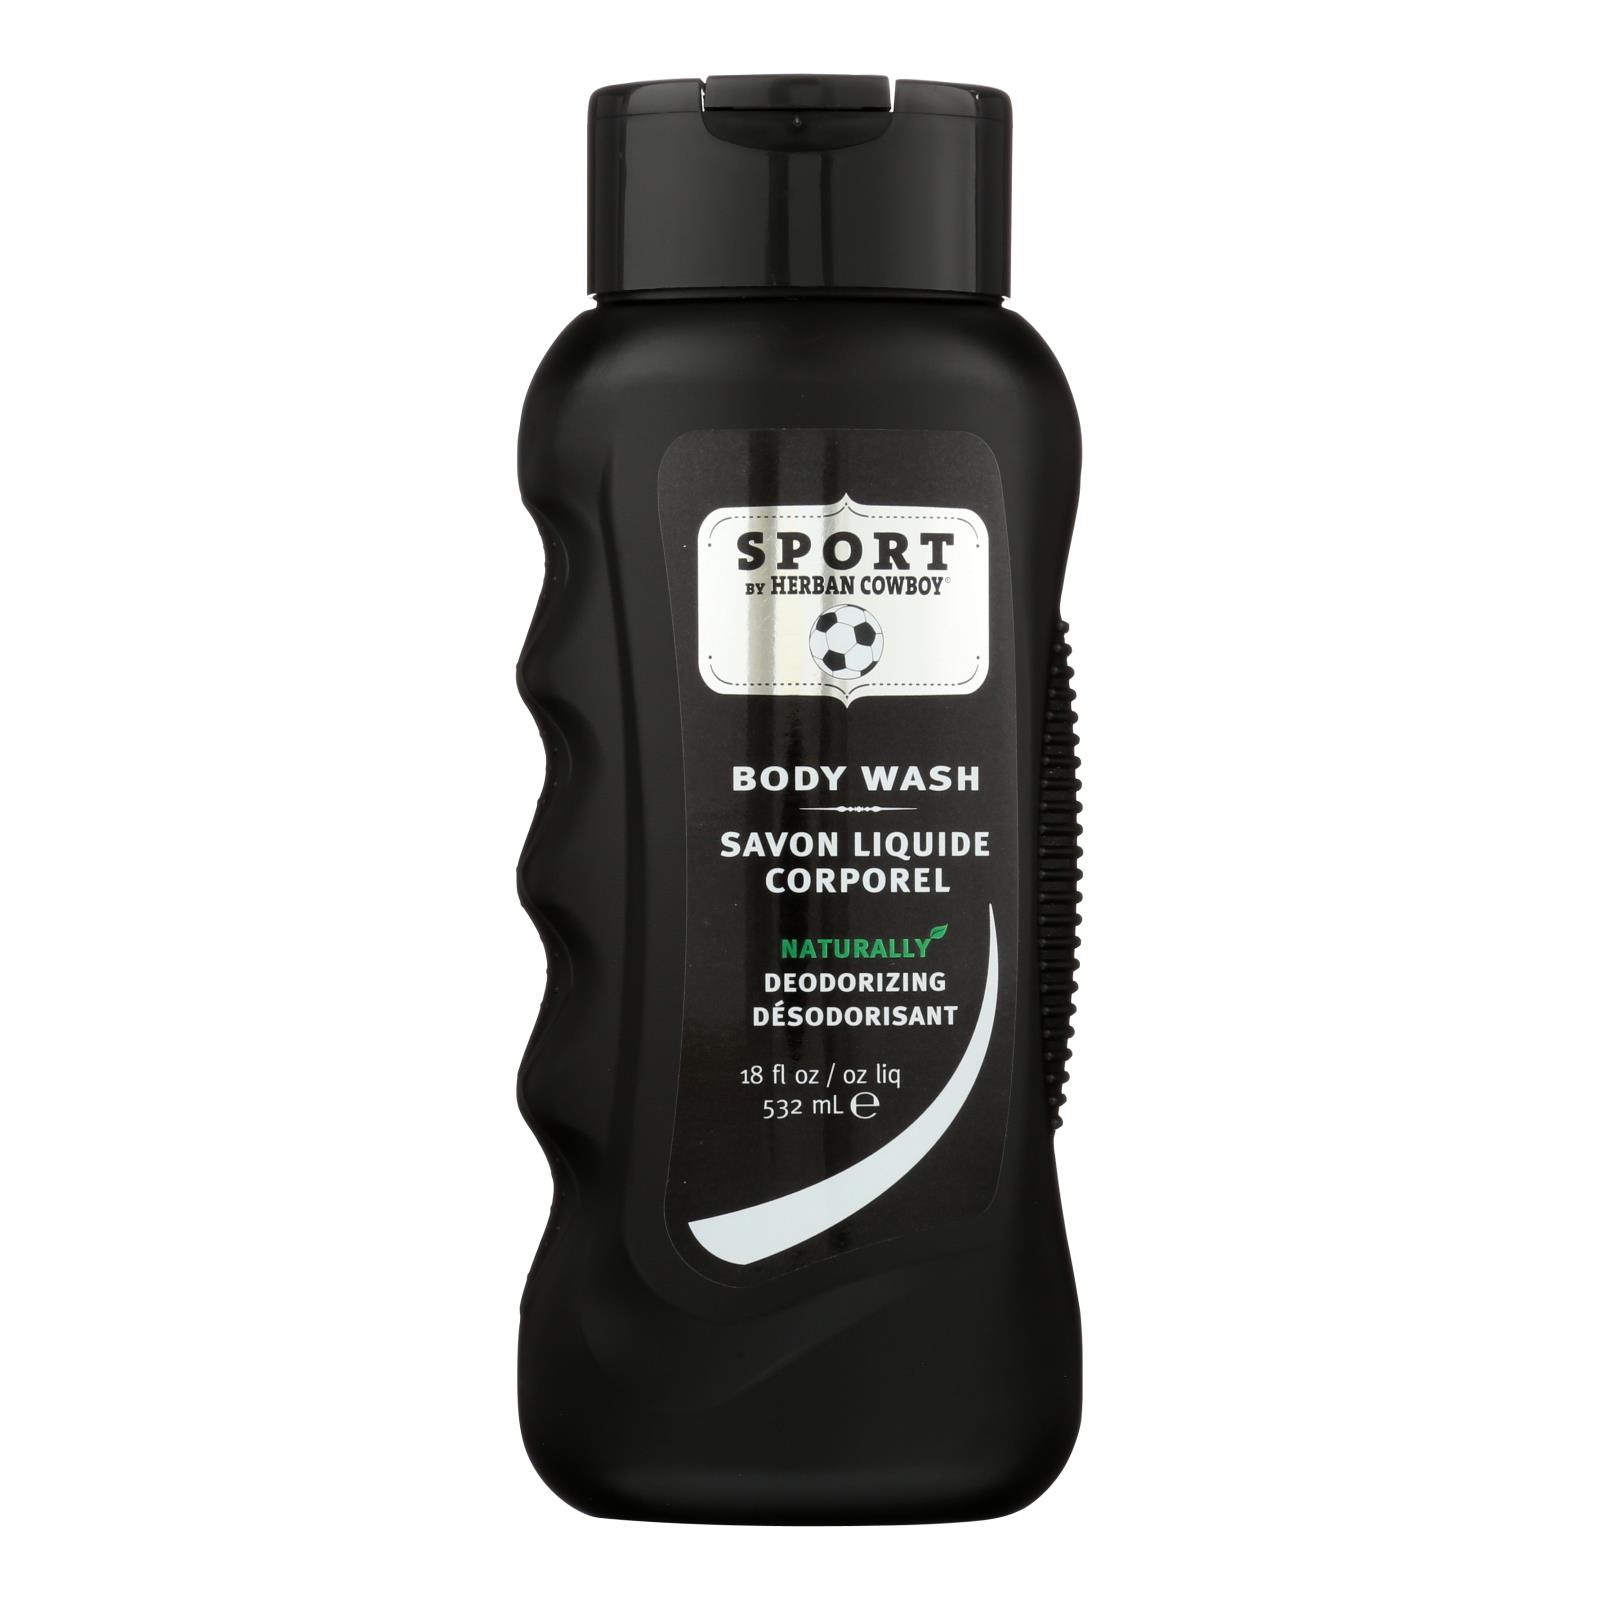 SPORT
BY HERBAN COWBOY®
BODY WASH
SAVON LIQUIDE
CORPOREL
NATURALLY
DEODORIZING
DÉSODORISANT
18 fl oz / oz liq
532 mL ℮